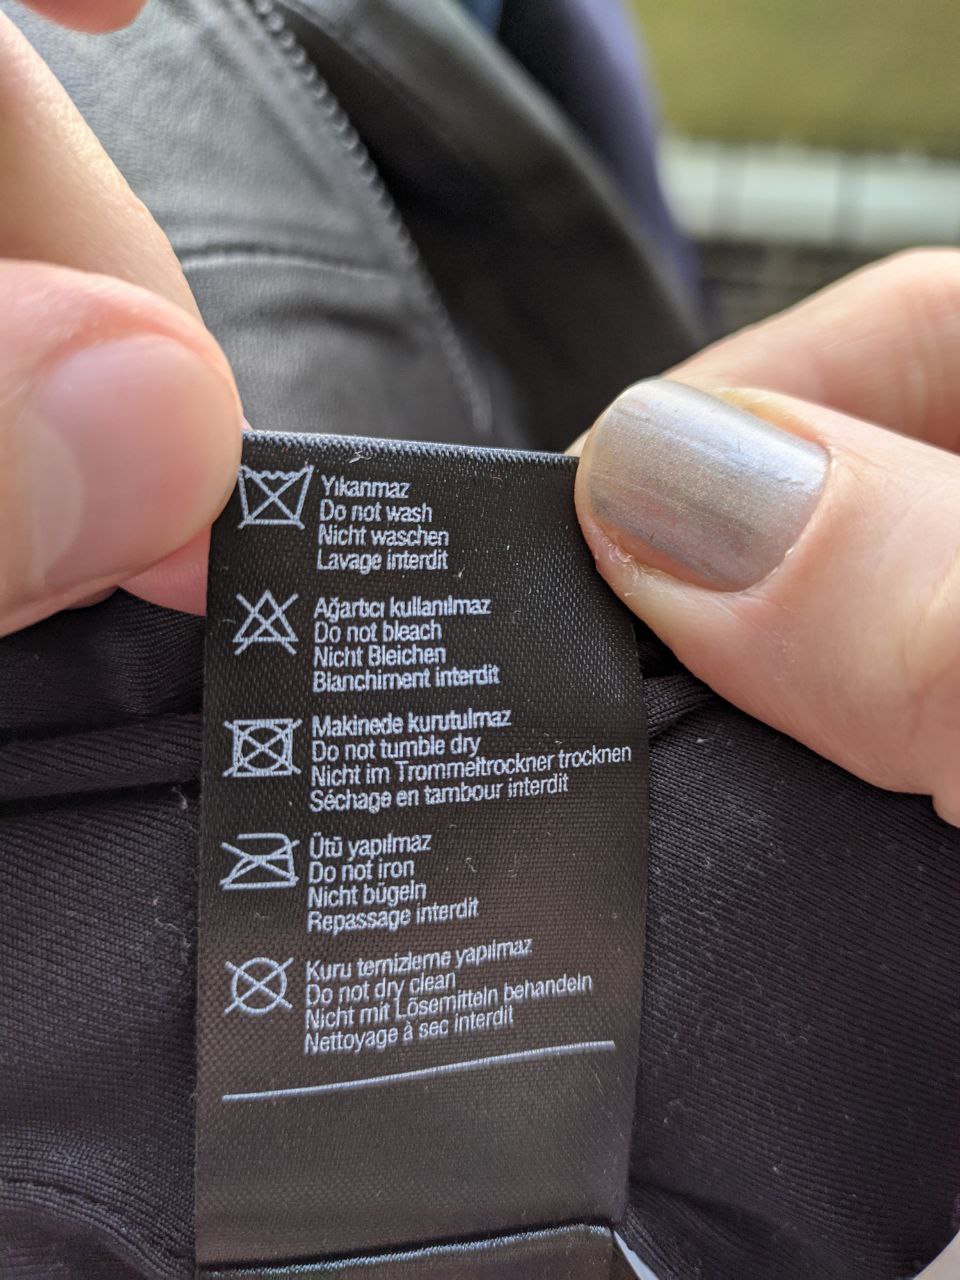 Yıkanmaz
Do not wash
Nicht waschen
Lavage interdit
Ağartıcı kullanılmaz
Do not bleach
Nicht Bleichen
Blanchiment interdit
Makinede kurutulmaz
Do not tumble dry
Nicht im Trommeltrockner trocknen
Séchage en tambour interdit
Ütü yapılmaz
Do not iron
Nicht bügeln
Repassage interdit
Kuru temizleme yapılmaz
Do not dry clean
Nicht mit Lösemitteln behandeln
Nettoyage à sec interdit